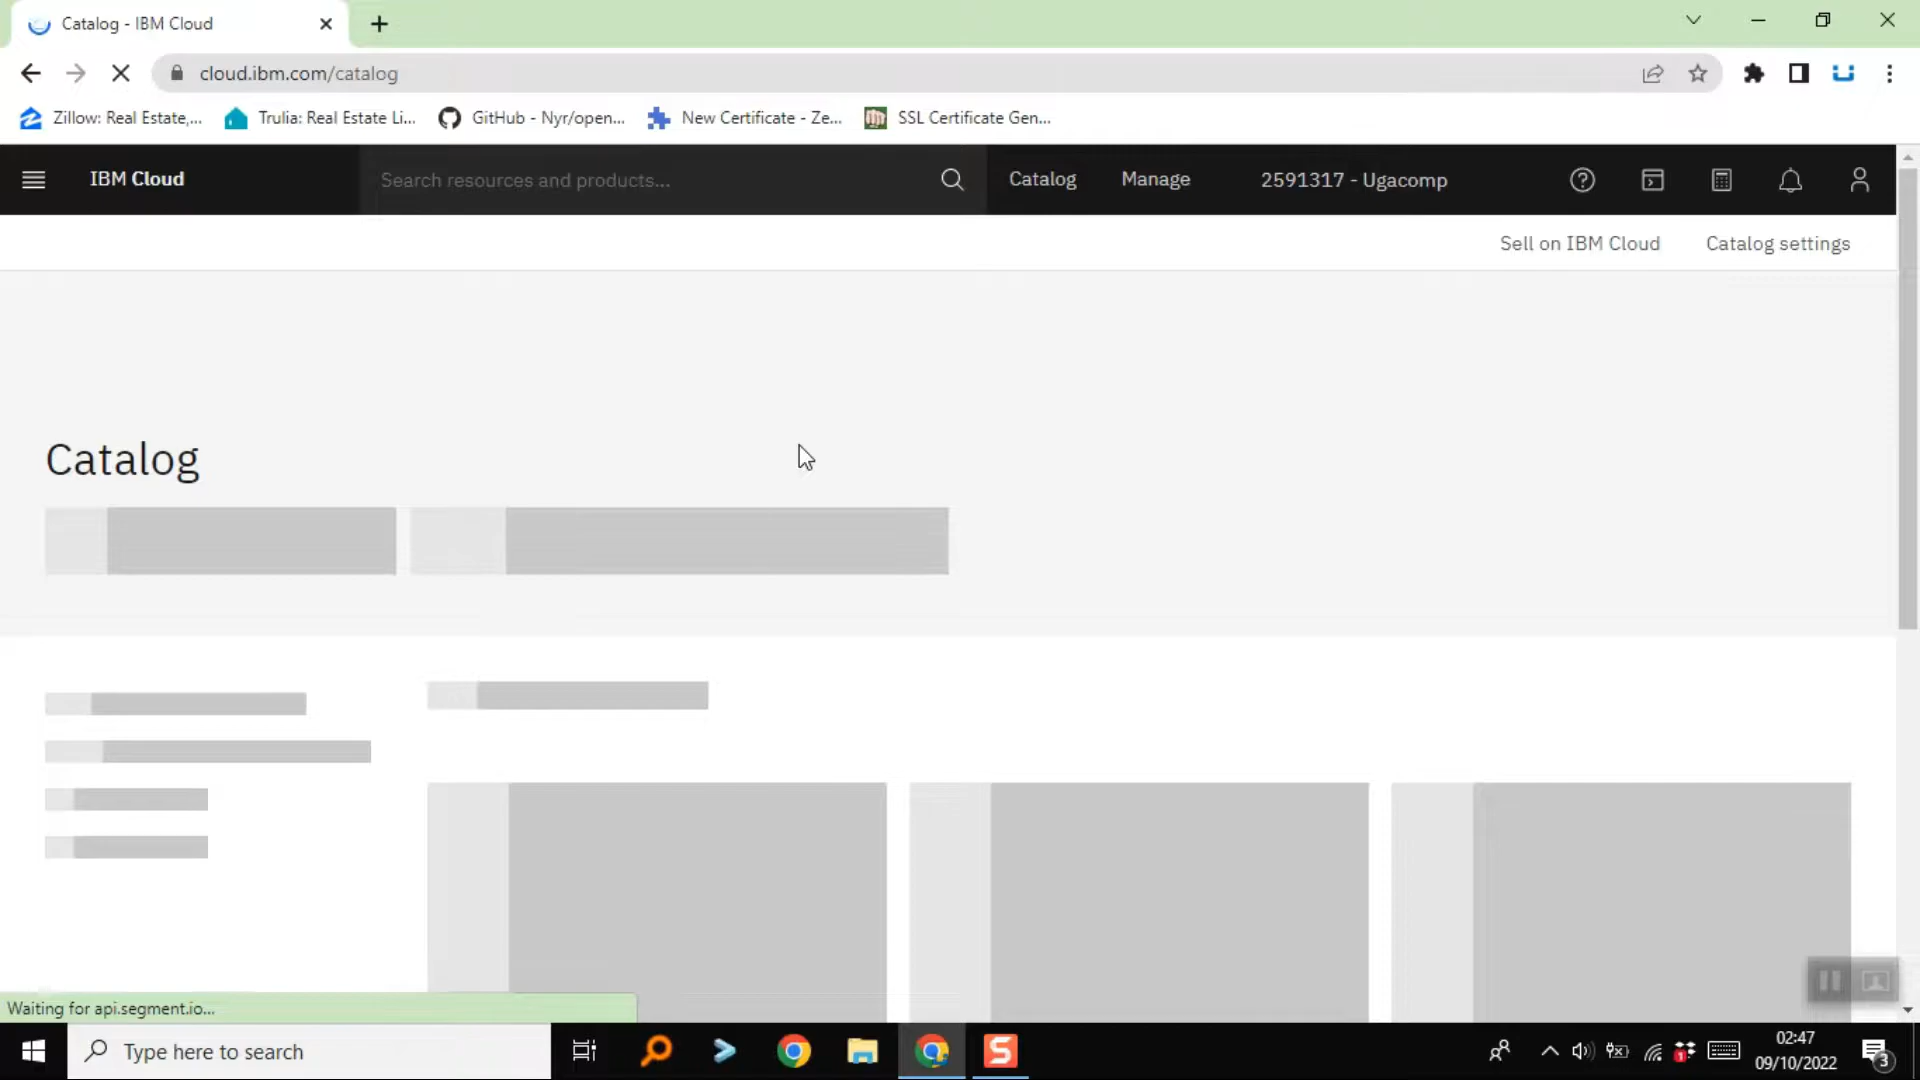 Catalog - IBM Cloud
cloud.ibm.com/catalog
Zillow: Real Estate,... Trulia: Real Estate Li... GitHub - Nyr/open... New Certificate - Ze... SSL Certificate Gen...
IBM Cloud Search resources and products... Catalog Manage 2591317 - Ugacomp
Sell on IBM Cloud Catalog settings
Catalog
Waiting for api.segment.io...
Type here to search
02:47
09/10/2022
1
3